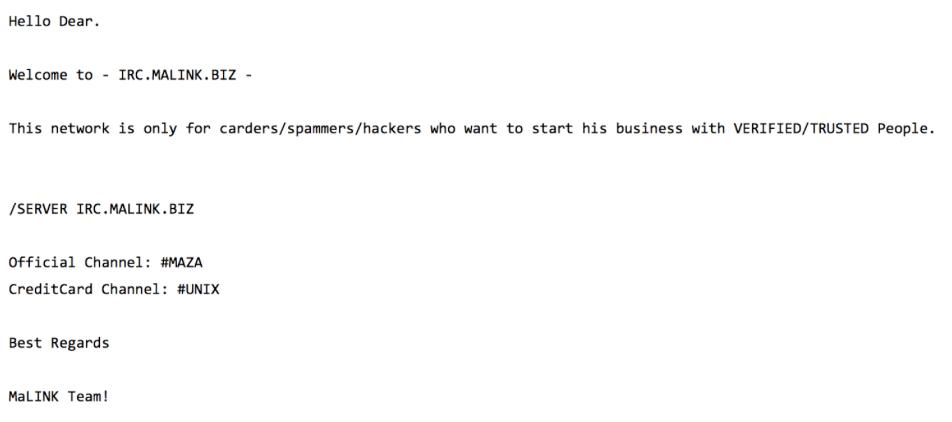 Hello Dear.
Welcome to - IRC.MALINK.BIZ -
This network is only for carders/spammers/hackers who want to start his business with VERIFIED/TRUSTED People.
/SERVER IRC.MALINK.BIZ
Official Channel: #MAZA
CreditCard Channel: #UNIX
Best Regards
MaLINK Team!